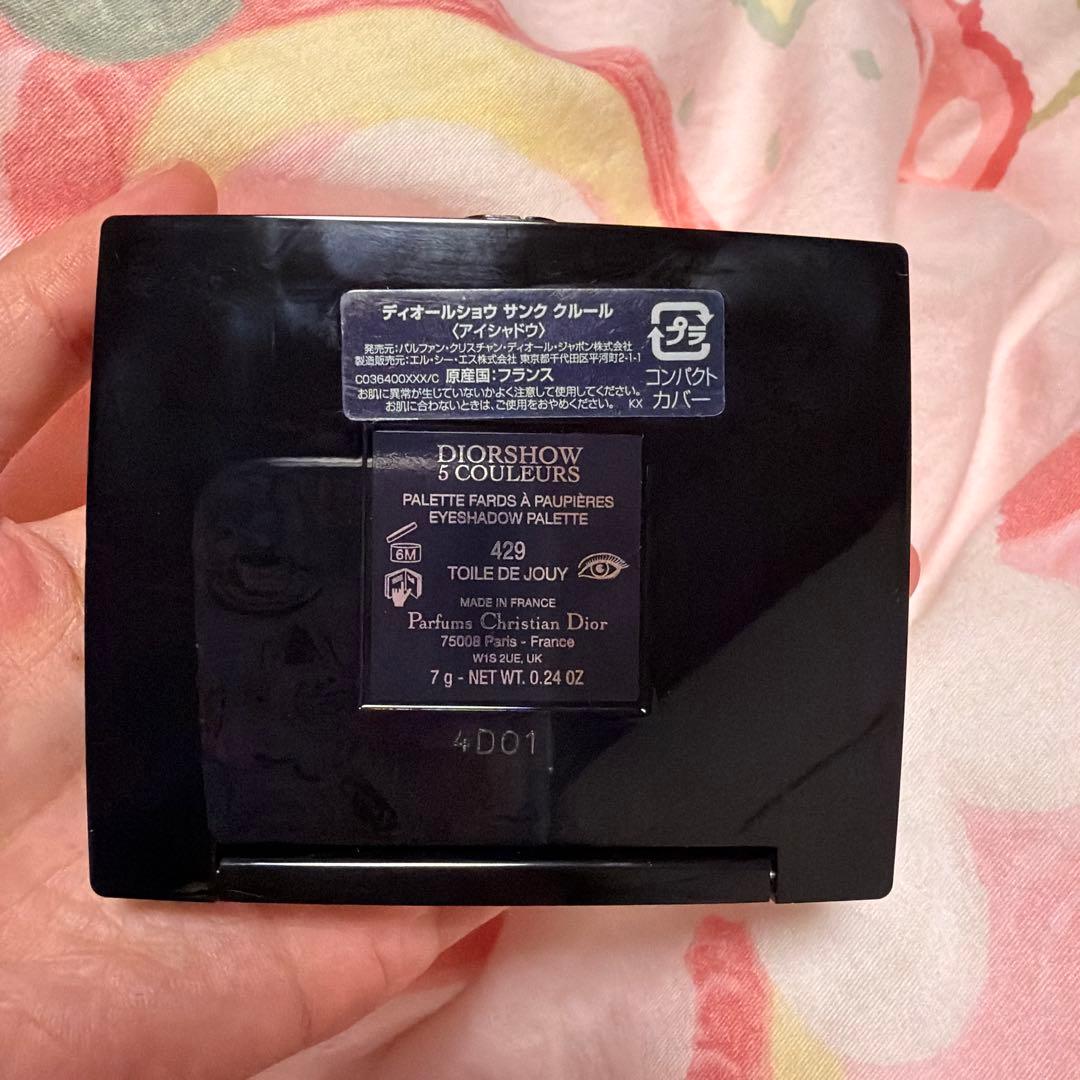 ディオールショウ サンク クルール
〈アイシャドウ〉
発売元:パルファン・クリスチャン・ディオール・ジャポン株式会社
製造販売元:エル・シー・エス株式会社 東京都千代田区平河町2-1-1
C036400XXX/C 原産国:フランス
お肌に異常が生じていないかよく注意して使用してください。
お肌に合わないときは、ご使用をおやめください。 KX
プラ
コンパクト
カバー
DIORSHOW
5 COULEURS
PALETTE FARDS À PAUPIÈRES
EYESHADOW PALETTE
6M
429
TOILE DE JOUY
MADE IN FRANCE
Parfums Christian Dior
75008 Paris - France
W1S 2UE, UK
7 g - NET WT. 0.24 OZ
4D01